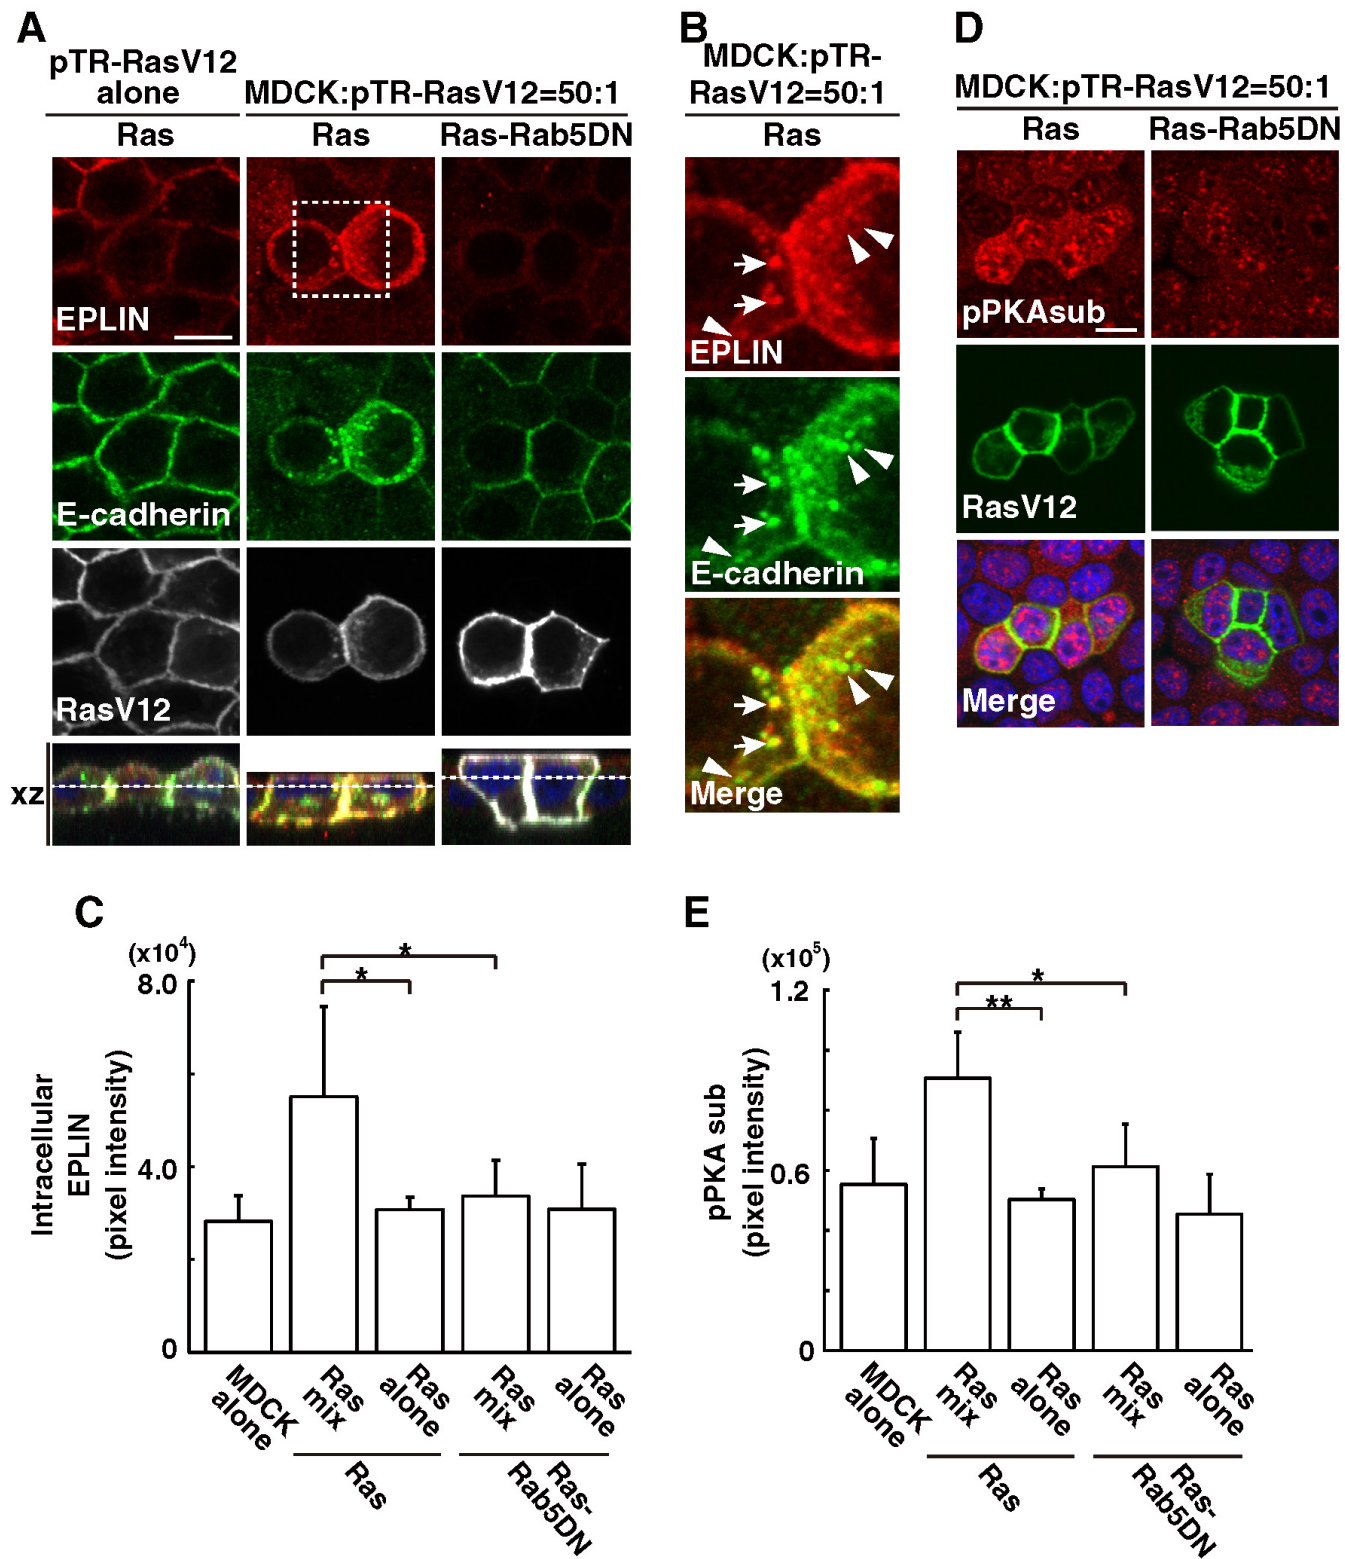 A
pTR-RasV12
alone
MDCK:pTR-RasV12=50:1
Ras
Ras
Ras-Rab5DN
EPLIN
E-cadherin
RasV12
xz
B
MDCK:pTR-
RasV12=50:1
Ras
EPLIN
E-cadherin
Merge
D
MDCK:pTR-RasV12=50:1
Ras
Ras-Rab5DN
pPKAsub
RasV12
Merge
C
(x10⁴)
8.0
4.0
0
Intracellular
EPLIN
(pixel intensity)
*
*
MDCK
alone
Ras
mix
Ras
alone
Ras
mix
Ras
alone
Ras
Ras-
Rab5DN
E
(x10⁵)
1.2
0.6
0
pPKA sub
(pixel intensity)
*
**
MDCK
alone
Ras
mix
Ras
alone
Ras
mix
Ras
alone
Ras
Ras-
Rab5DN